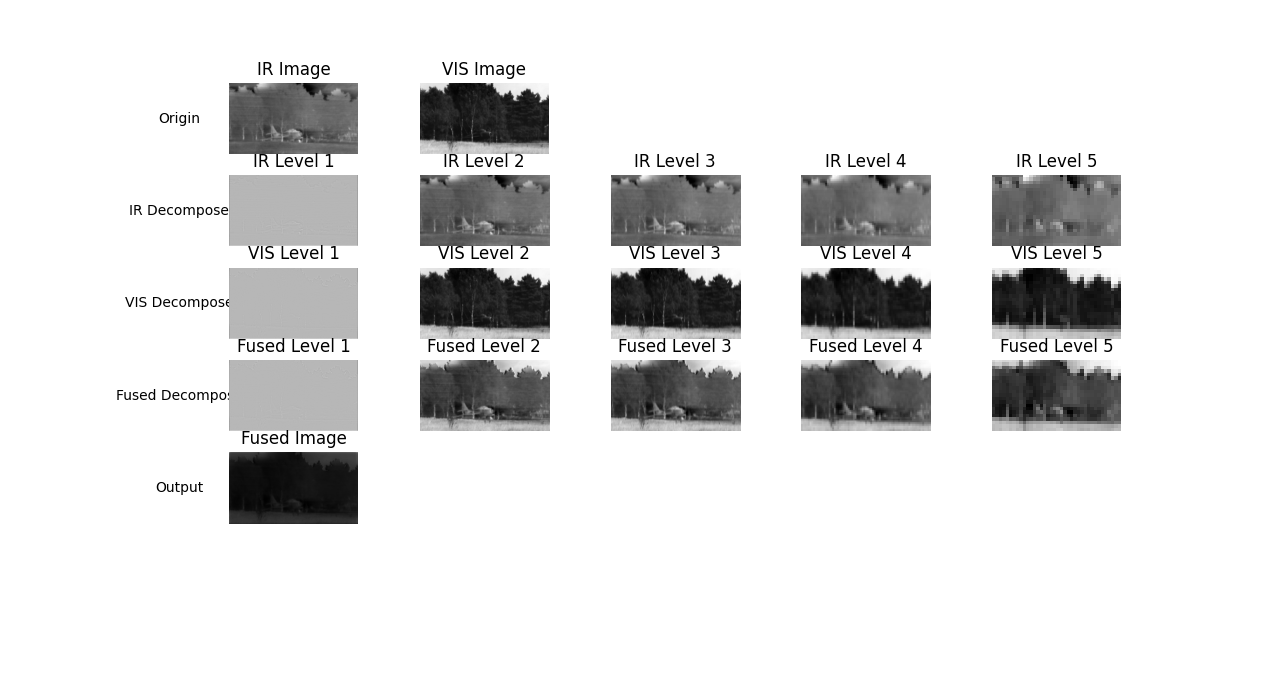 IR Image
VIS Image
Origin
IR Level 1
IR Level 2
IR Level 3
IR Level 4
IR Level 5
IR Decompose
VIS Level 1
VIS Level 2
VIS Level 3
VIS Level 4
VIS Level 5
VIS Decompose
Fused Level 1
Fused Level 2
Fused Level 3
Fused Level 4
Fused Level 5
Fused Decompos
Fused Image
Output